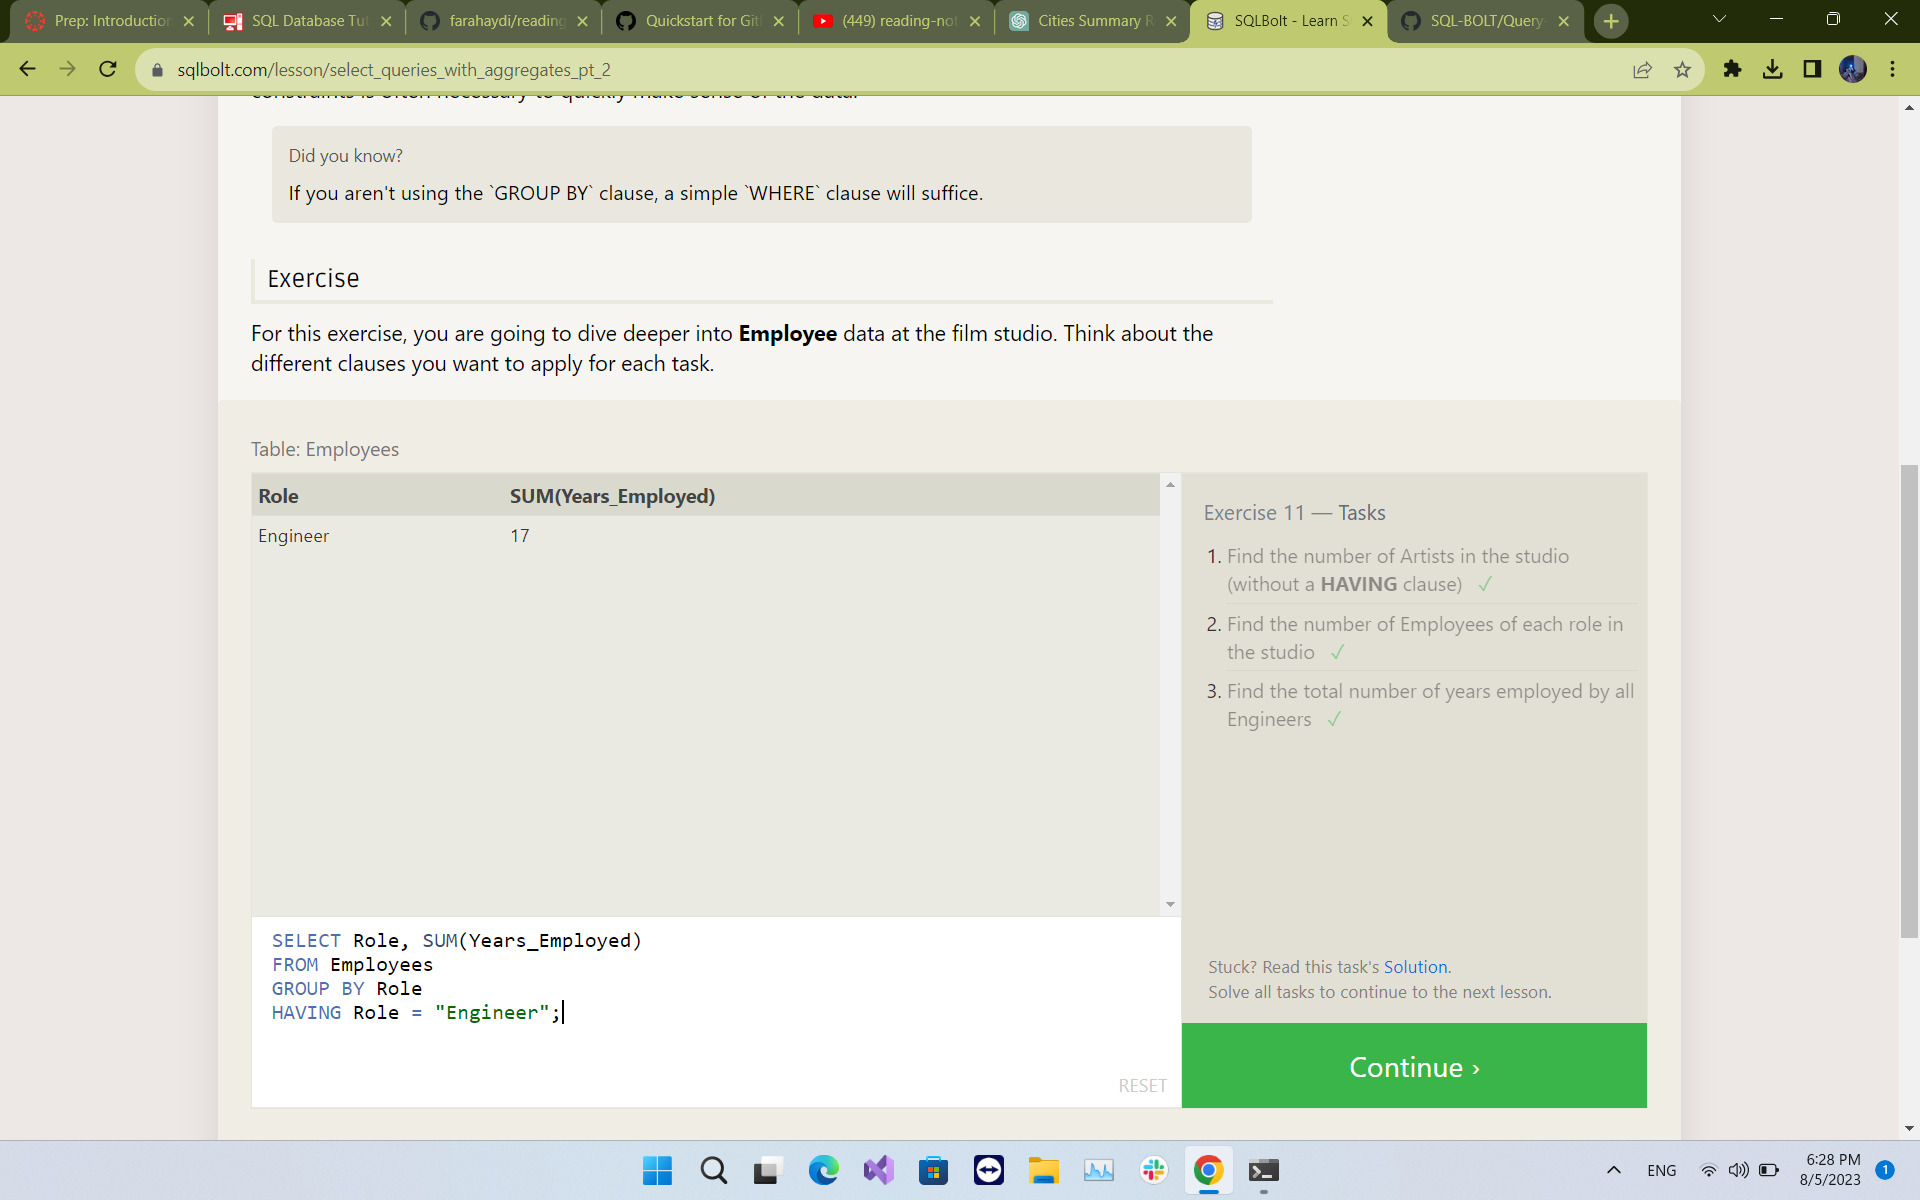 Prep: Introduction
SQL Database Tut
farahaydi/reading
Quickstart for Git
(449) reading-not
Cities Summary R
SQLBolt - Learn S
SQL-BOLT/Query-
sqlbolt.com/lesson/select_queries_with_aggregates_pt_2
constraints is often necessary to quickly make sense of the data.
Did you know?
If you aren't using the `GROUP BY` clause, a simple `WHERE` clause will suffice.
Exercise
For this exercise, you are going to dive deeper into Employee data at the film studio. Think about the
different clauses you want to apply for each task.
Table: Employees
Role SUM(Years_Employed)
Engineer 17
Exercise 11 — Tasks
1. Find the number of Artists in the studio
(without a HAVING clause) ✓
2. Find the number of Employees of each role in
the studio ✓
3. Find the total number of years employed by all
Engineers ✓
SELECT Role, SUM(Years_Employed)
FROM Employees
GROUP BY Role
HAVING Role = "Engineer";
RESET
Stuck? Read this task's Solution.
Solve all tasks to continue to the next lesson.
Continue ›
ENG
6:28 PM
8/5/2023
1